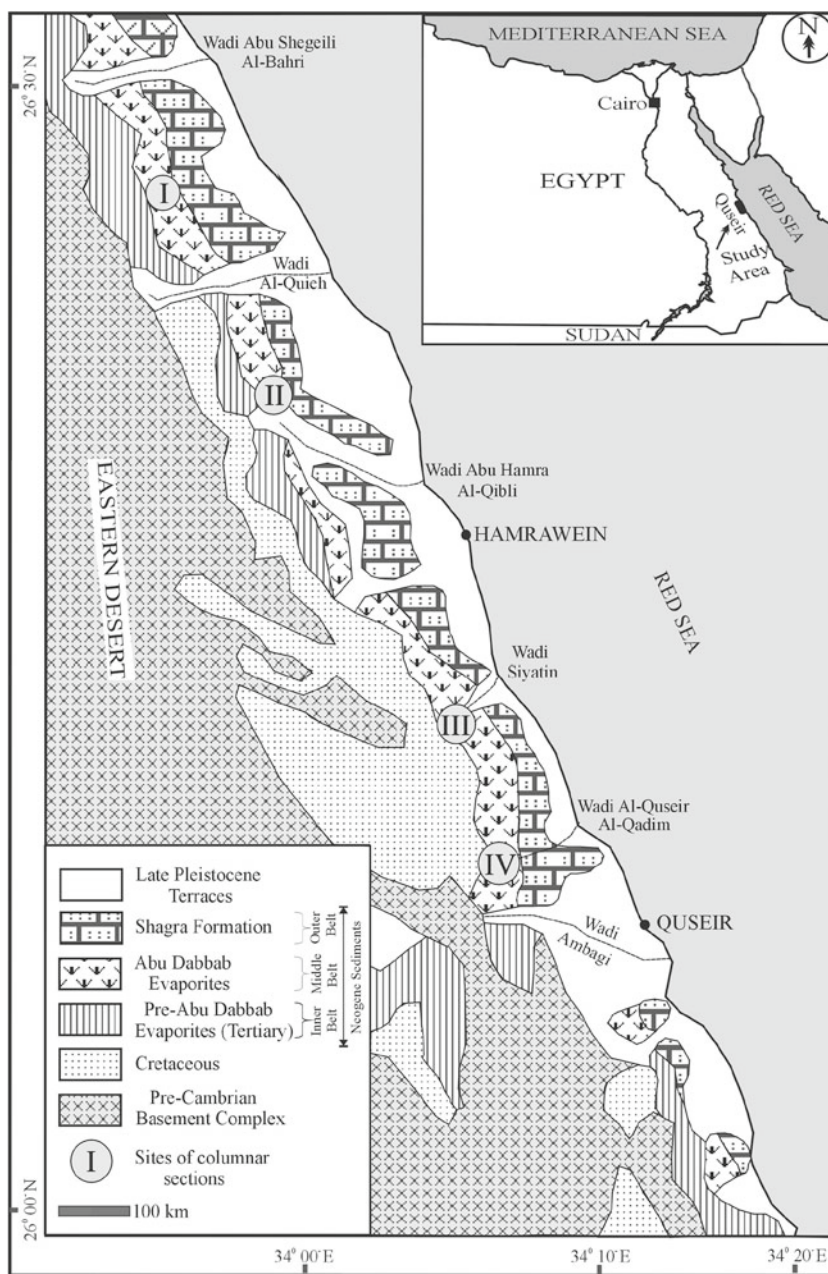 Wadi Abu Shegeili
Al-Bahri
26° 30´N
I
Wadi
Al-Quieh
II
Wadi Abu Hamra
Al-Qibli
HAMRAWEIN
EASTERN DESERT
RED SEA
Wadi
Siyatin
III
Wadi Al-Quseir
Al-Qadim
IV
QUSEIR
Wadi
Ambagi
MEDITERRANEAN SEA
N
Cairo
EGYPT
RED SEA
Quseir
Study
Area
SUDAN
Late Pleistocene
Terraces
Shagra Formation
Outer
Belt
Abu Dabbab
Evaporites
Middle
Belt
Pre-Abu Dabbab
Evaporites (Tertiary)
Inner
Belt
Neogene Sediments
Cretaceous
Pre-Cambrian
Basement Complex
I
Sites of columnar
sections
100 km
26° 00´N
34° 00´E
34° 10´E
34° 20´E